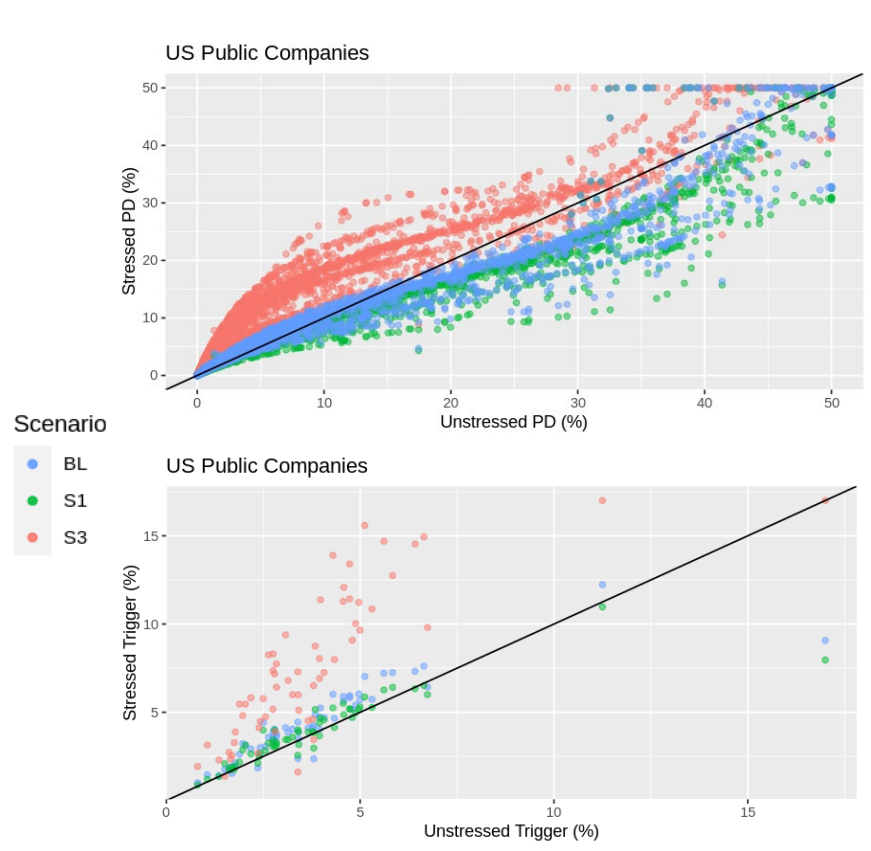 US Public Companies
50
40
30
20
10
0
Stressed PD (%)
0 10 20 30 40 50
Unstressed PD (%)
Scenario
BL
S1
S3
US Public Companies
15
10
5
Stressed Trigger (%)
0 5 10 15
Unstressed Trigger (%)